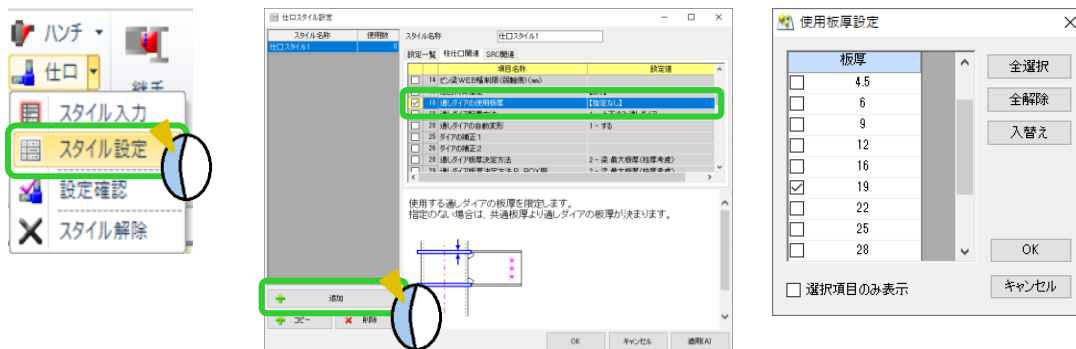 ハンチ
仕口
継手
スタイル入力
スタイル設定
設定確認
スタイル解除
仕口スタイル設定
スタイル名称 使用数
仕口スタイル1 0
追加
コピー 削除
スタイル名称 仕口スタイル1
設定一覧 柱仕口関連 SRC関連
項目名称 設定値
14 ピン梁WEB幅制限(弱軸側)(mm)
18 通しダイアの使用板厚 【指定なし】
20 通しダイアの自動変形 1 - する
25 ダイアの補正1
26 ダイアの補正2
28 通しダイア板厚決定方法 2 - 梁 最大板厚(柱厚考慮)
使用する通しダイアの板厚を限定します。
指定のない場合は、共通板厚より通しダイアの板厚が決まります。
OK キャンセル 適用(A)
使用板厚設定
板厚
4.5
6
9
12
16
19
22
25
28
選択項目のみ表示
全選択
全解除
入替え
OK
キャンセル